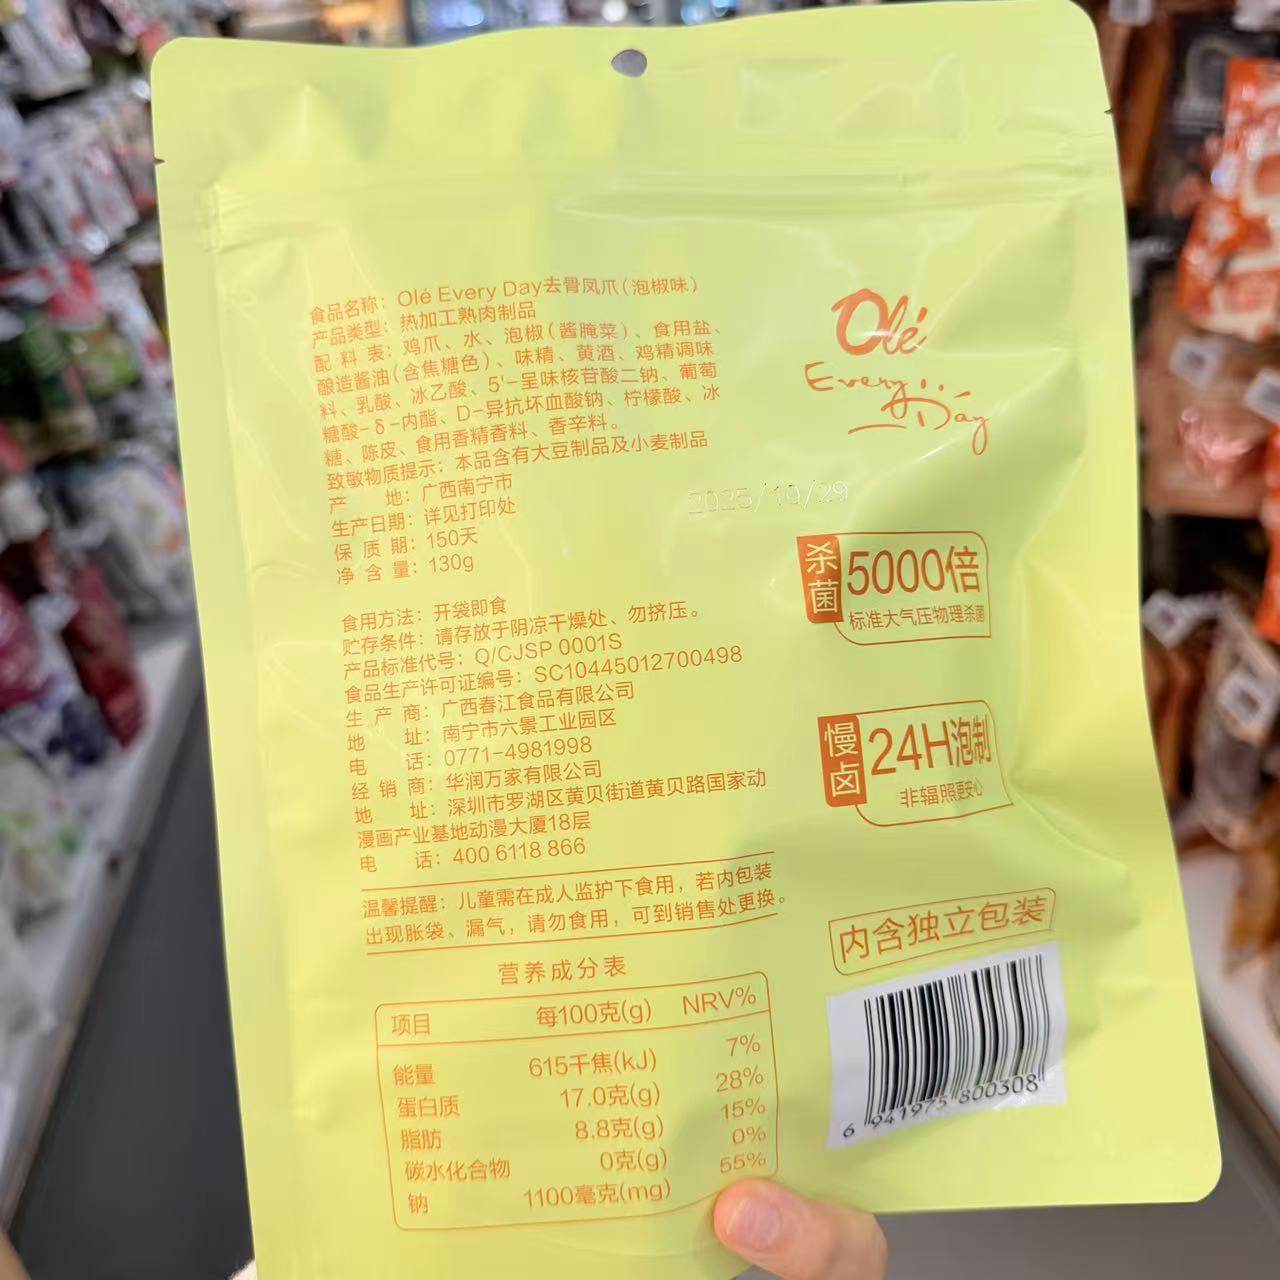 食品名称：Olé Every Day去骨凤爪（泡椒味）
产品类型：热加工熟肉制品
配 料 表：鸡爪、水、泡椒（酱腌菜）、食用盐、
酿造酱油（含焦糖色）、味精、黄酒、鸡精调味
料、乳酸、冰乙酸、5'-呈味核苷酸二钠、葡萄
糖酸-δ-内酯、D-异抗坏血酸钠、柠檬酸、冰
糖、陈皮、食用香精香料、香辛料。
致敏物质提示：本品含有大豆制品及小麦制品
产 地：广西南宁市
生产日期：详见打印处
保 质 期：150天
净 含 量：130g
食用方法：开袋即食
贮存条件：请存放于阴凉干燥处、勿挤压。
产品标准代号：Q/CJSP 0001S
食品生产许可证编号：SC10445012700498
生 产 商：广西春江食品有限公司
地 址：南宁市六景工业园区
电 话：0771-4981998
经 销 商：华润万家有限公司
地 址：深圳市罗湖区黄贝街道黄贝路国家动
漫画产业基地动漫大厦18层
电 话：400 6118 866
温馨提醒：儿童需在成人监护下食用，若内包装
出现胀袋、漏气，请勿食用，可到销售处更换。
营养成分表
项目 每100克(g) NRV%
能量 615千焦(kJ) 7%
蛋白质 17.0克(g) 28%
脂肪 8.8克(g) 15%
碳水化合物 0克(g) 0%
钠 1100毫克(mg) 55%
Olé
Every
Dáy
2025/10/29
杀菌 5000倍
标准大气压物理杀菌
慢卤 24H泡制
非辐照更安心
内含独立包装
6 941975 800308